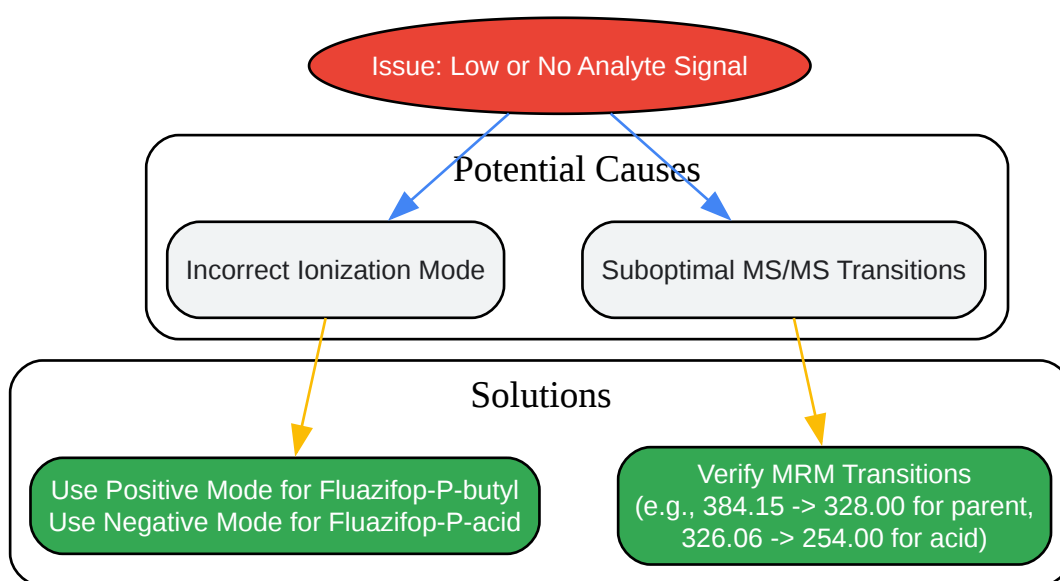 Issue: Low or No Analyte Signal
Potential Causes
Incorrect Ionization Mode
Suboptimal MS/MS Transitions
Solutions
Use Positive Mode for Fluazifop-P-butyl
Use Negative Mode for Fluazifop-P-acid
Verify MRM Transitions
(e.g., 384.15 -> 328.00 for parent,
326.06 -> 254.00 for acid)